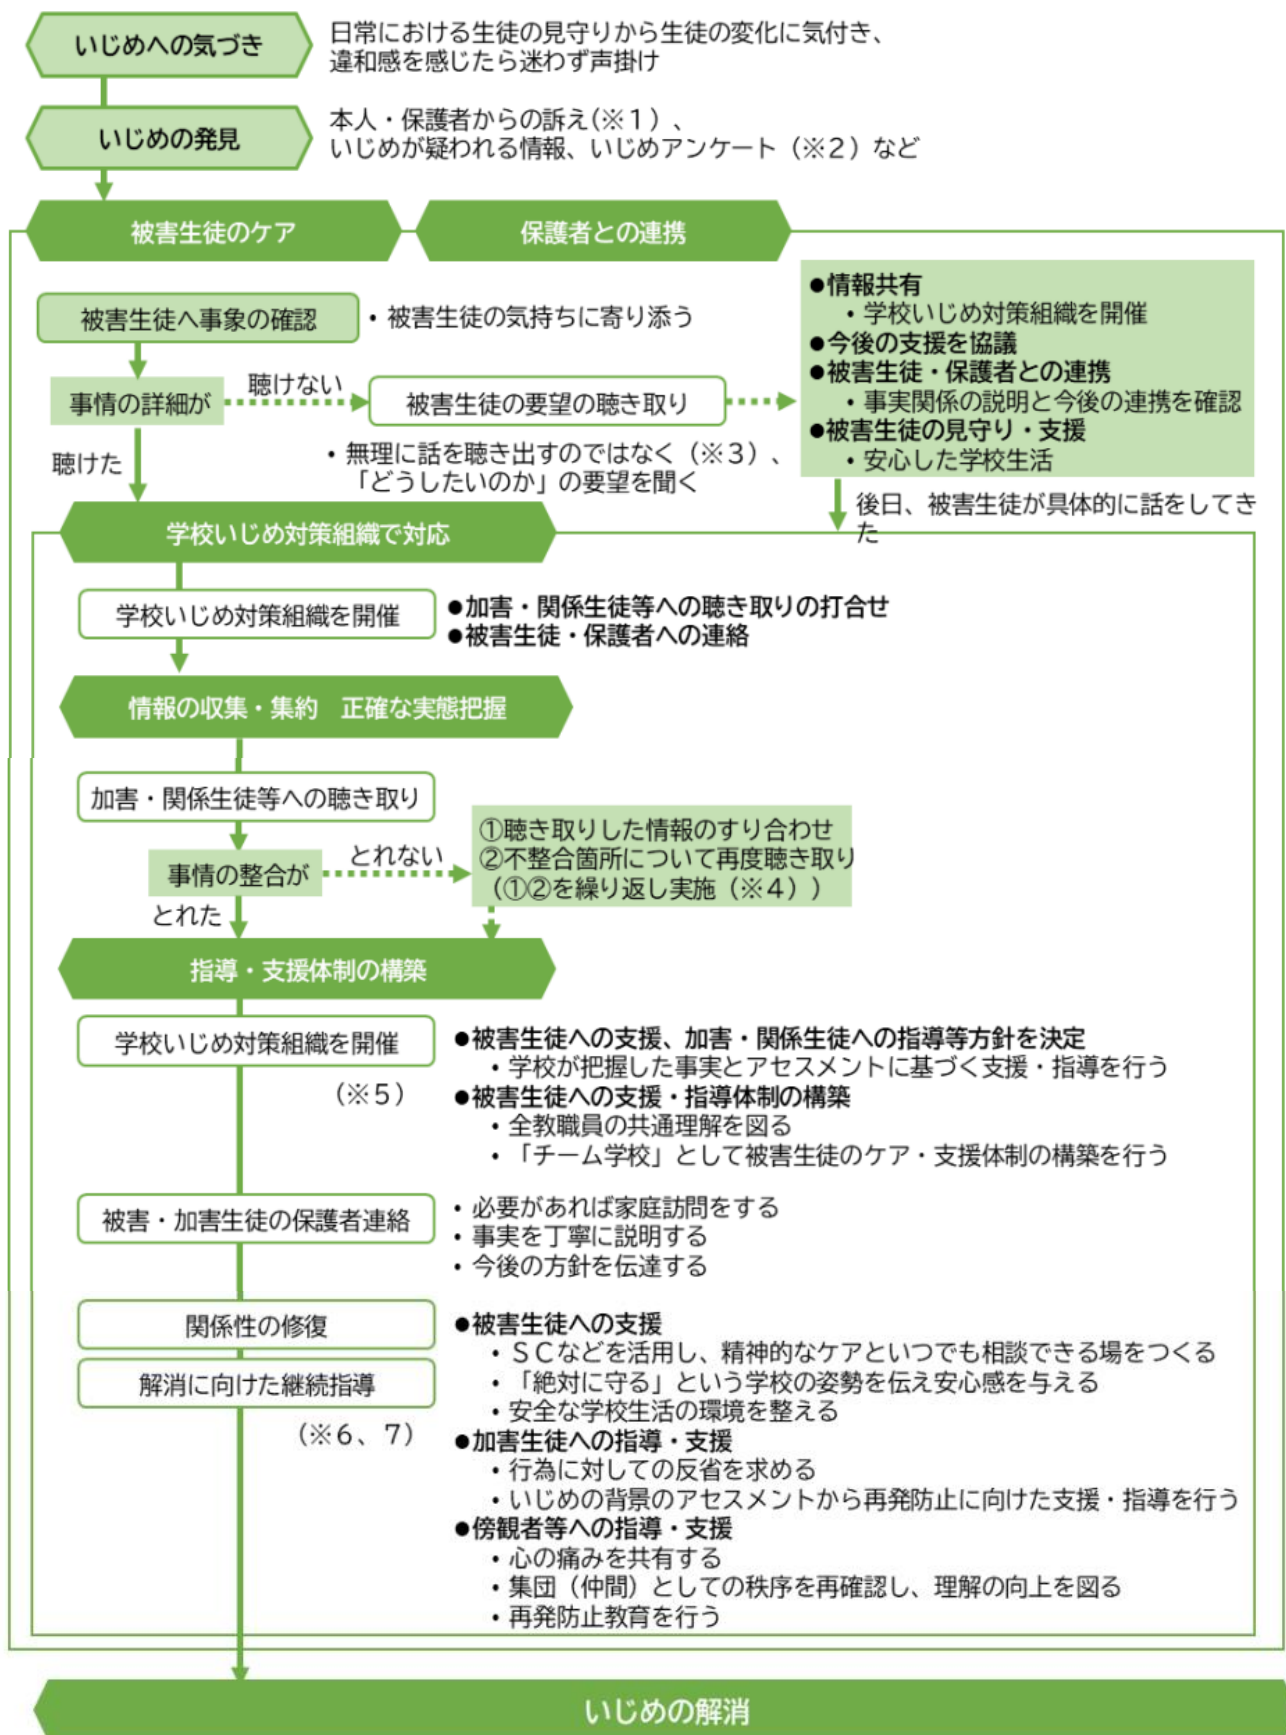 いじめへの気づき
日常における生徒の見守りから生徒の変化に気付き、
違和感を感じたら迷わず声掛け
いじめの発見
本人・保護者からの訴え(※１)、
いじめが疑われる情報、いじめアンケート（※２）など
被害生徒のケア
保護者との連携
被害生徒へ事象の確認
・被害生徒の気持ちに寄り添う
●情報共有
・学校いじめ対策組織を開催
●今後の支援を協議
●被害生徒・保護者との連携
・事実関係の説明と今後の連携を確認
●被害生徒の見守り・支援
・安心した学校生活
事情の詳細が
聴けない
被害生徒の要望の聴き取り
聴けた
・無理に話を聴き出すのではなく（※３）、
「どうしたいのか」の要望を聞く
後日、被害生徒が具体的に話をしてき
た
学校いじめ対策組織で対応
学校いじめ対策組織を開催
●加害・関係生徒等への聴き取りの打合せ
●被害生徒・保護者への連絡
情報の収集・集約　正確な実態把握
加害・関係生徒等への聴き取り
事情の整合が
とれない
①聴き取りした情報のすり合わせ
②不整合箇所について再度聴き取り
（①②を繰り返し実施（※４））
とれた
指導・支援体制の構築
学校いじめ対策組織を開催
（※５）
●被害生徒への支援、加害・関係生徒への指導等方針を決定
・学校が把握した事実とアセスメントに基づく支援・指導を行う
●被害生徒への支援・指導体制の構築
・全教職員の共通理解を図る
・「チーム学校」として被害生徒のケア・支援体制の構築を行う
被害・加害生徒の保護者連絡
・必要があれば家庭訪問をする
・事実を丁寧に説明する
・今後の方針を伝達する
関係性の修復
解消に向けた継続指導
（※６、７）
●被害生徒への支援
・ＳＣなどを活用し、精神的なケアといつでも相談できる場をつくる
・「絶対に守る」という学校の姿勢を伝え安心感を与える
・安全な学校生活の環境を整える
●加害生徒への指導・支援
・行為に対しての反省を求める
・いじめの背景のアセスメントから再発防止に向けた支援・指導を行う
●傍観者等への指導・支援
・心の痛みを共有する
・集団（仲間）としての秩序を再確認し、理解の向上を図る
・再発防止教育を行う
いじめの解消